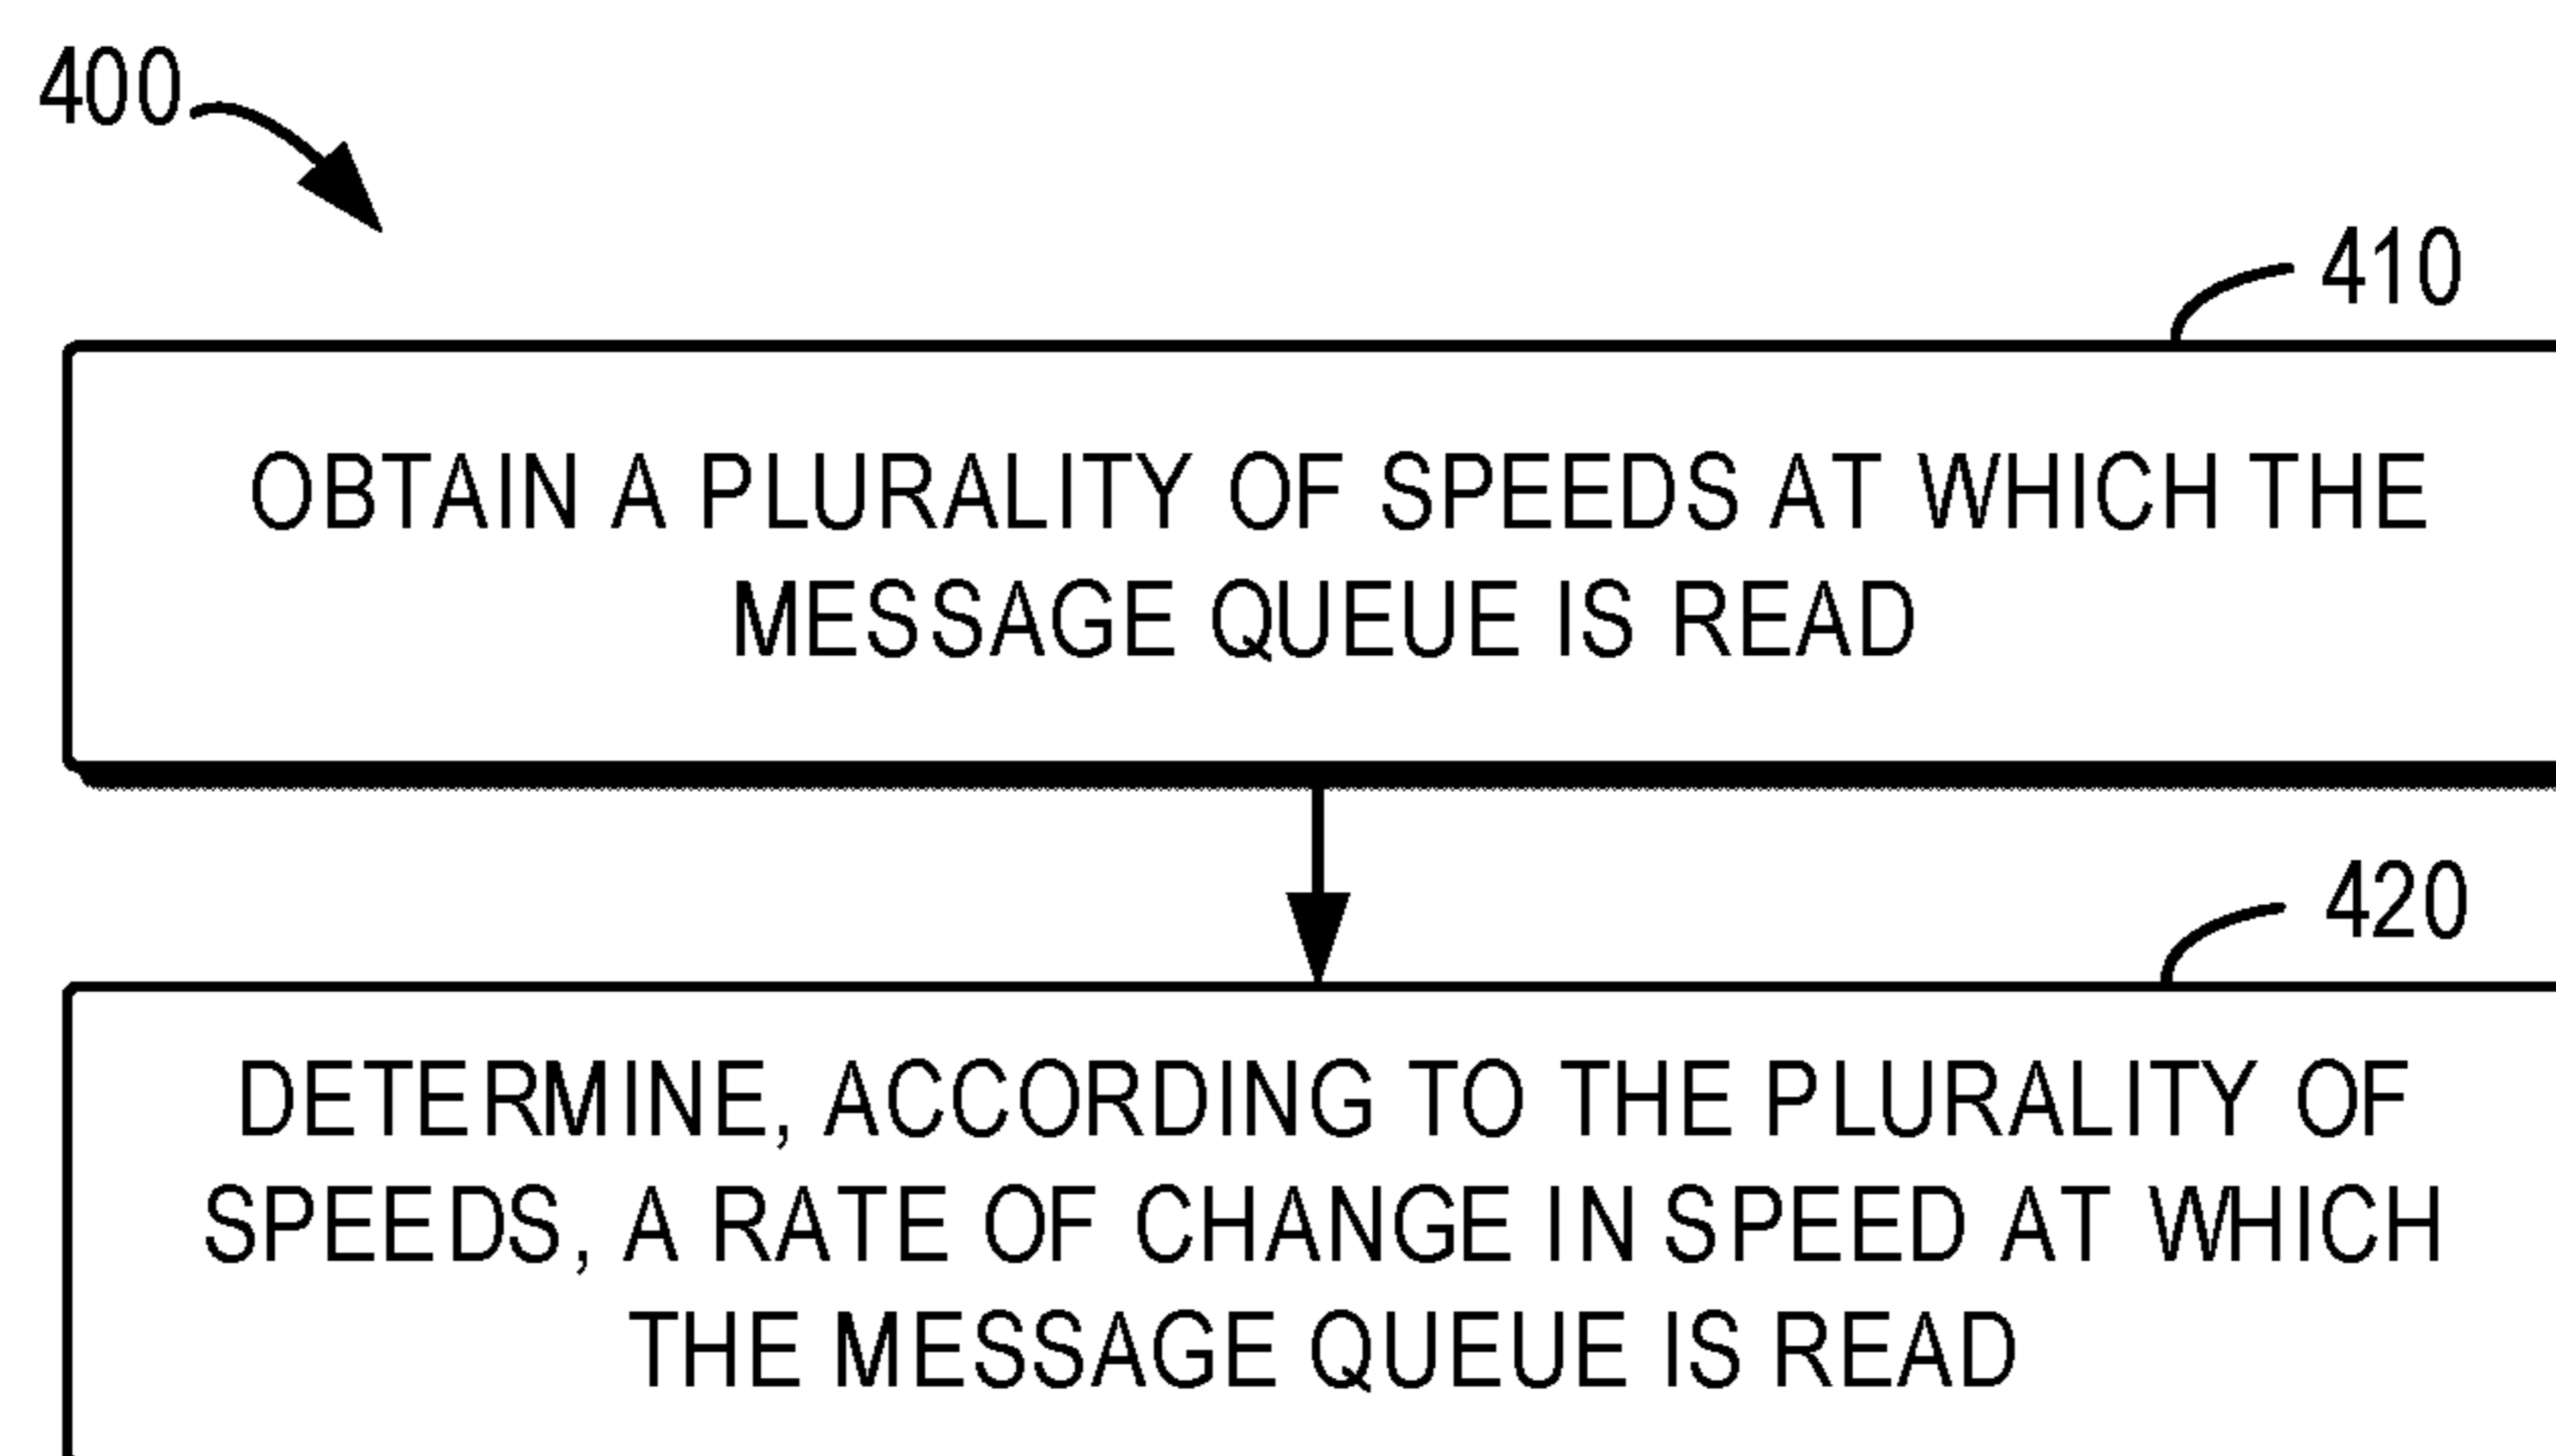 400
410
OBTAIN A PLURALITY OF SPEEDS AT WHICH THE
MESSAGE QUEUE IS READ
420
DETERMINE, ACCORDING TO THE PLURALITY OF
SPEEDS, A RATE OF CHANGE IN SPEED AT WHICH
THE MESSAGE QUEUE IS READ